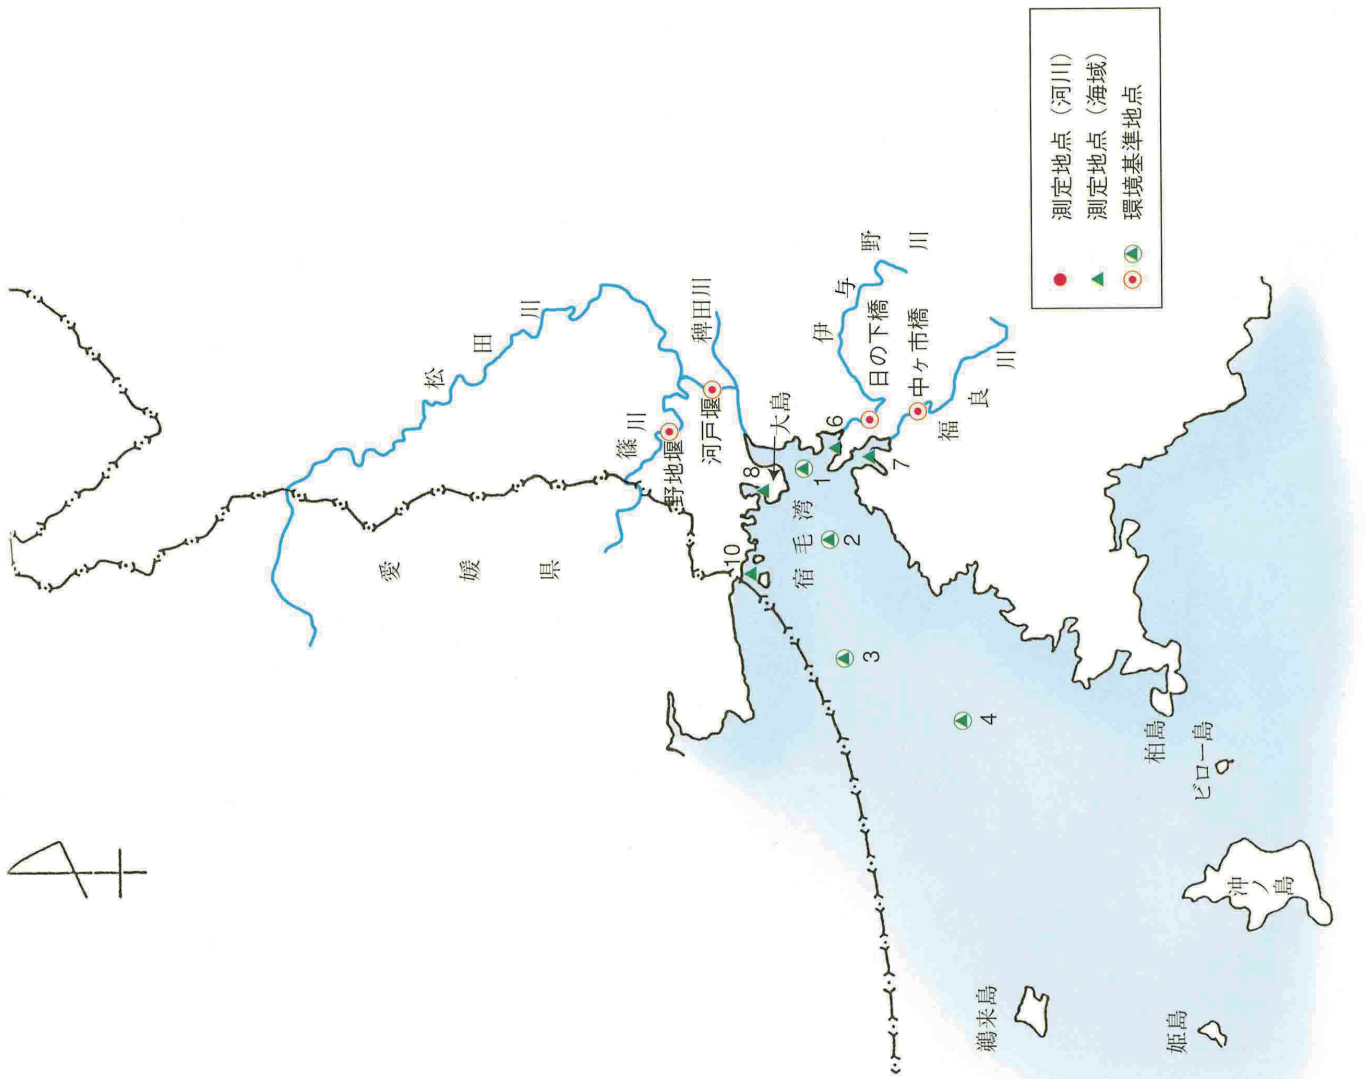 測定地点（河川）
測定地点（海域）
環境基準地点
松田川
篠川
野地堰
河戸堰
稗田川
大島
伊与野川
日の下橋
中ヶ市橋
福良川
愛媛県
宿毛湾
1
2
3
4
6
7
8
10
柏島
ビロー島
沖ノ島
鵜来島
姫島